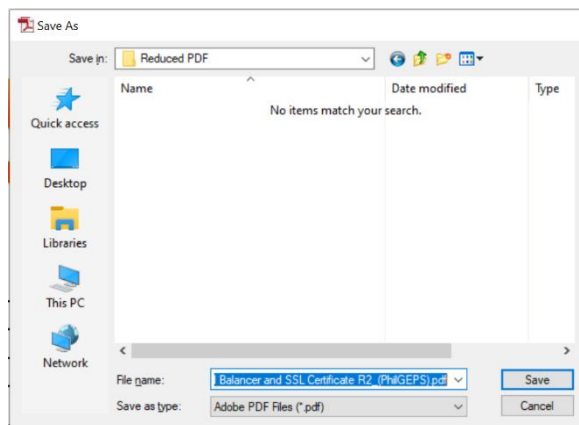 Save As
Save in: Reduced PDF
Name Date modified Type
No items match your search.
Quick access
Desktop
Libraries
This PC
Network
File name: Balancer and SSL Certificate R2_(PhilGEPS).pdf Save
Save as type: Adobe PDF Files (*.pdf) Cancel